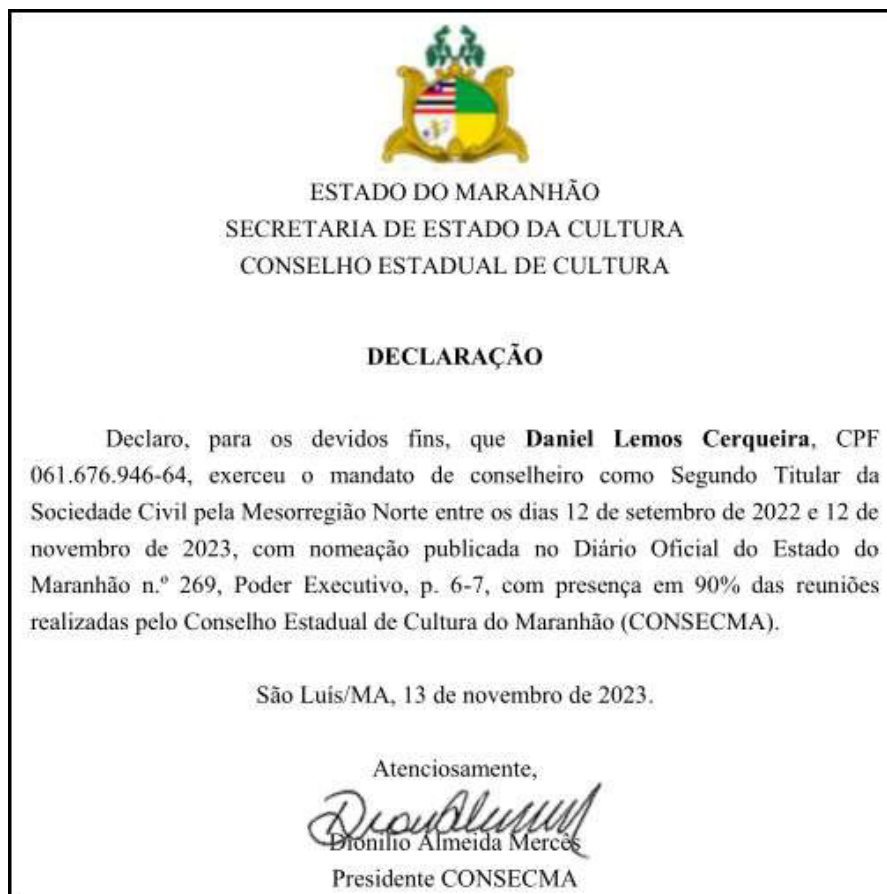 ESTADO DO MARANHÃO
SECRETARIA DE ESTADO DA CULTURA
CONSELHO ESTADUAL DE CULTURA
DECLARAÇÃO
Declaro, para os devidos fins, que Daniel Lemos Cerqueira, CPF
061.676.946-64, exerceu o mandato de conselheiro como Segundo Titular da
Sociedade Civil pela Mesorregião Norte entre os dias 12 de setembro de 2022 e 12 de
novembro de 2023, com nomeação publicada no Diário Oficial do Estado do
Maranhão n.º 269, Poder Executivo, p. 6-7, com presença em 90% das reuniões
realizadas pelo Conselho Estadual de Cultura do Maranhão (CONSECMA).
São Luís/MA, 13 de novembro de 2023.
Atenciosamente,
Dionilio Almeida Mercês
Presidente CONSECMA